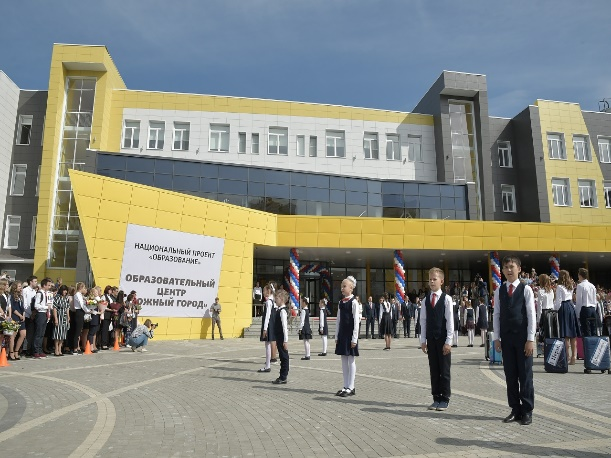 НАЦИОНАЛЬНЫЙ ПРОЕКТ
«ОБРАЗОВАНИЕ»
ОБРАЗОВАТЕЛЬНЫЙ
ЦЕНТР
ЮЖНЫЙ ГОРОД»